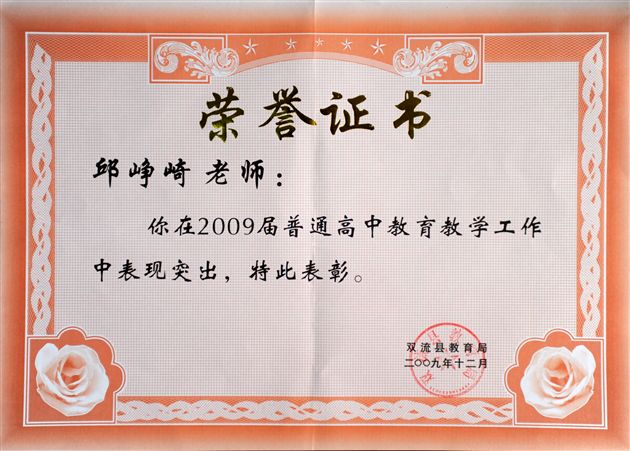 荣誉证书
邱峥崎 老师：
你在2009届普通高中教育教学工作
中表现突出，特此表彰。
双流县教育局
二〇〇九年十二月